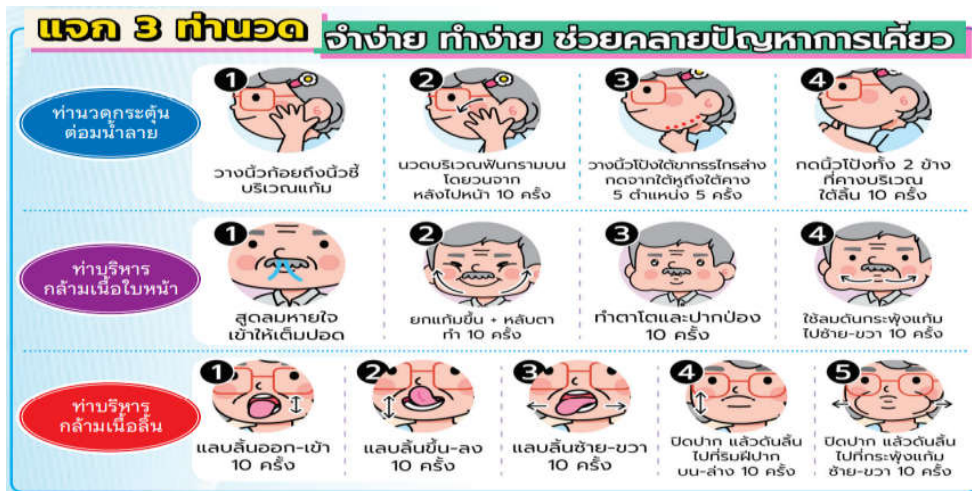 แจก 3 ท่านวด จำง่าย ทำง่าย ช่วยคลายปัญหาการเคี้ยว
ท่านวดกระตุ้น
ต่อมน้ำลาย
1
วางนิ้วก้อยถึงนิ้วชี้
บริเวณแก้ม
2
นวดบริเวณฟันกรามบน
โดยวนจาก
หลังไปหน้า 10 ครั้ง
3
วางนิ้วโป้งใต้ขากรรไกรล่าง
กดจากใต้หูถึงใต้คาง
5 ตำแหน่ง 5 ครั้ง
4
กดนิ้วโป้งทั้ง 2 ข้าง
ที่คางบริเวณ
ใต้ลิ้น 10 ครั้ง
ท่าบริหาร
กล้ามเนื้อใบหน้า
1
สูดลมหายใจ
เข้าให้เต็มปอด
2
ยกแก้มขึ้น + หลับตา
ทำ 10 ครั้ง
3
ทำตาโตและปากป่อง
10 ครั้ง
4
ใช้ลมดันกระพุ้งแก้ม
ไปซ้าย-ขวา 10 ครั้ง
ท่าบริหาร
กล้ามเนื้อลิ้น
1
แลบลิ้นออก-เข้า
10 ครั้ง
2
แลบลิ้นขึ้น-ลง
10 ครั้ง
3
แลบลิ้นซ้าย-ขวา
10 ครั้ง
4
ปิดปาก แล้วดันลิ้น
ไปที่ริมฝีปาก
บน-ล่าง 10 ครั้ง
5
ปิดปาก แล้วดันลิ้น
ไปที่กระพุ้งแก้ม
ซ้าย-ขวา 10 ครั้ง